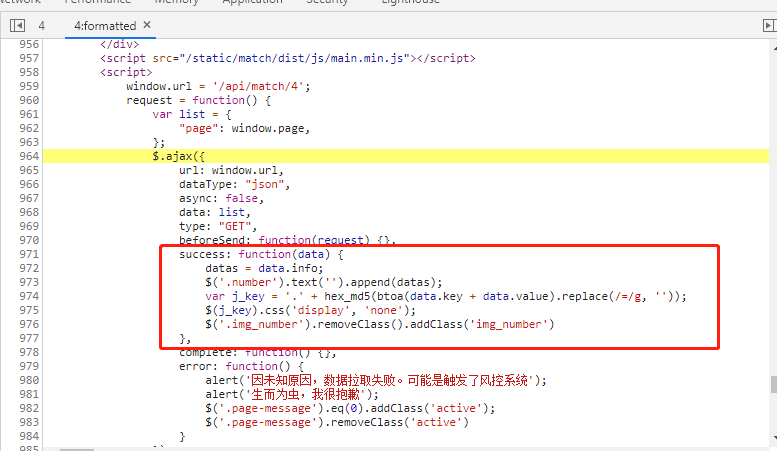 Network Performance Memory Application Security Lighthouse
4 4:formatted ×
956 </div>
957 <script src="/static/match/dist/js/main.min.js"></script>
958 <script>
959 window.url = '/api/match/4';
960 request = function() {
961 var list = {
962 "page": window.page,
963 };
964 $.ajax({
965 url: window.url,
966 dataType: "json",
967 async: false,
968 data: list,
969 type: "GET",
970 beforeSend: function(request) {},
971 success: function(data) {
972 datas = data.info;
973 $('.number').text('').append(datas);
974 var j_key = '.' + hex_md5(btoa(data.key + data.value).replace(/=/g, ''));
975 $(j_key).css('display', 'none');
976 $('.img_number').removeClass().addClass('img_number')
977 },
978 complete: function() {},
979 error: function() {
980 alert('因未知原因，数据拉取失败。可能是触发了风控系统');
981 alert('生而为虫，我很抱歉');
982 $('.page-message').eq(0).addClass('active');
983 $('.page-message').removeClass('active')
984 }